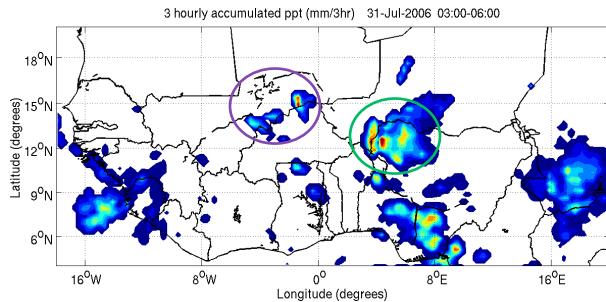 3 hourly accumulated ppt (mm/3hr) 31-Jul-2006 03:00-06:00
18°N
15°N
12°N
9°N
6°N
Latitude (degrees)
16°W 8°W 0° 8°E 16°E
Longitude (degrees)